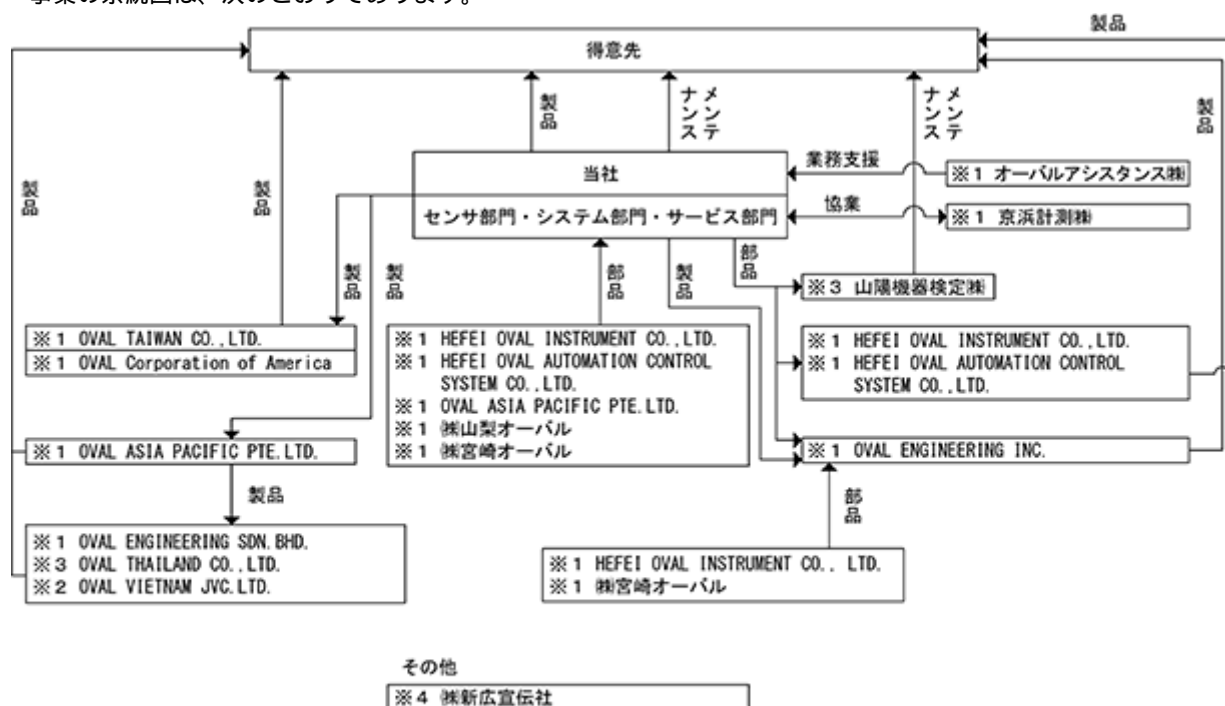 事業の系統図は、次のとおりであります。
製品
得意先
製品
メンテナンス
メンテナンス
製品
製品
製品
当社
業務支援
※1 オーバルアシスタンス㈱
センサ部門・システム部門・サービス部門
協業
※1 京浜計測㈱
製品
製品
部品
製品
部品
※3 山陽機器検定㈱
※1 OVAL TAIWAN CO.,LTD.
※1 OVAL Corporation of America
※1 HEFEI OVAL INSTRUMENT CO.,LTD.
※1 HEFEI OVAL AUTOMATION CONTROL
SYSTEM CO.,LTD.
※1 OVAL ASIA PACIFIC PTE.LTD.
※1 ㈱山梨オーバル
※1 ㈱宮崎オーバル
※1 HEFEI OVAL INSTRUMENT CO.,LTD.
※1 HEFEI OVAL AUTOMATION CONTROL
SYSTEM CO.,LTD.
※1 OVAL ASIA PACIFIC PTE.LTD.
※1 OVAL ENGINEERING INC.
製品
部品
※1 OVAL ENGINEERING SDN.BHD.
※3 OVAL THAILAND CO.,LTD.
※2 OVAL VIETNAM JVC.LTD.
※1 HEFEI OVAL INSTRUMENT CO., LTD.
※1 ㈱宮崎オーバル
その他
※4 ㈱新広宣伝社